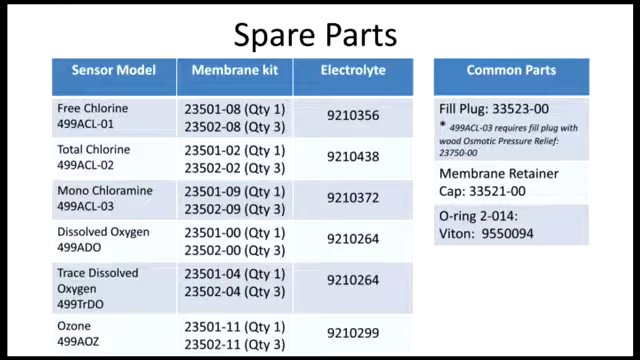 Spare Parts
Sensor Model Membrane kit Electrolyte
Free Chlorine
499ACL-01
23501-08 (Qty 1)
23502-08 (Qty 3)
9210356
Total Chlorine
499ACL-02
23501-02 (Qty 1)
23502-02 (Qty 3)
9210438
Mono Chloramine
499ACL-03
23501-09 (Qty 1)
23502-09 (Qty 3)
9210372
Dissolved Oxygen
499ADO
23501-00 (Qty 1)
23502-00 (Qty 3)
9210264
Trace Dissolved
Oxygen
499TrDO
23501-04 (Qty 1)
23502-04 (Qty 3)
9210264
Ozone
499AOZ
23501-11 (Qty 1)
23502-11 (Qty 3)
9210299
Common Parts
Fill Plug: 33523-00
* 499ACL-03 requires fill plug with
wood Osmotic Pressure Relief:
23750-00
Membrane Retainer
Cap: 33521-00
O-ring 2-014:
Viton: 9550094